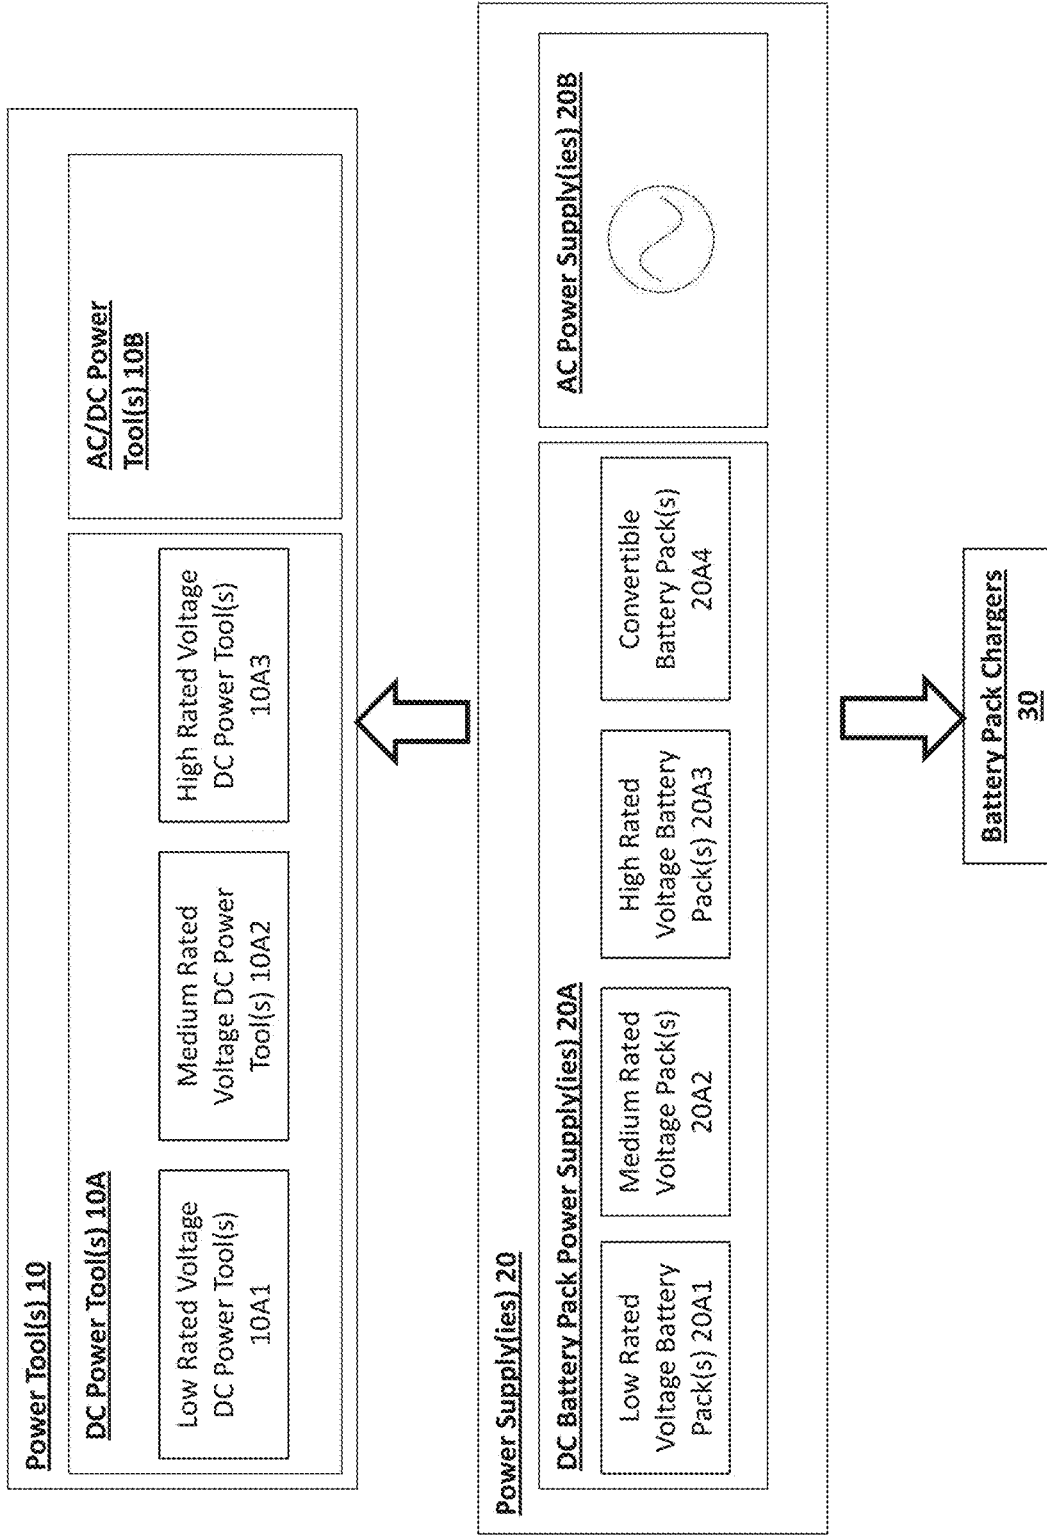 Power Tool(s) 10
DC Power Tool(s) 10A
Low Rated Voltage
DC Power Tool(s)
10A1
Medium Rated
Voltage DC Power
Tool(s) 10A2
High Rated Voltage
DC Power Tool(s)
10A3
AC/DC Power
Tool(s) 10B
Power Supply(ies) 20
DC Battery Pack Power Supply(ies) 20A
Low Rated
Voltage Battery
Pack(s) 20A1
Medium Rated
Voltage Pack(s)
20A2
High Rated
Voltage Battery
Pack(s) 20A3
Convertible
Battery Pack(s)
20A4
AC Power Supply(ies) 20B
Battery Pack Chargers
30